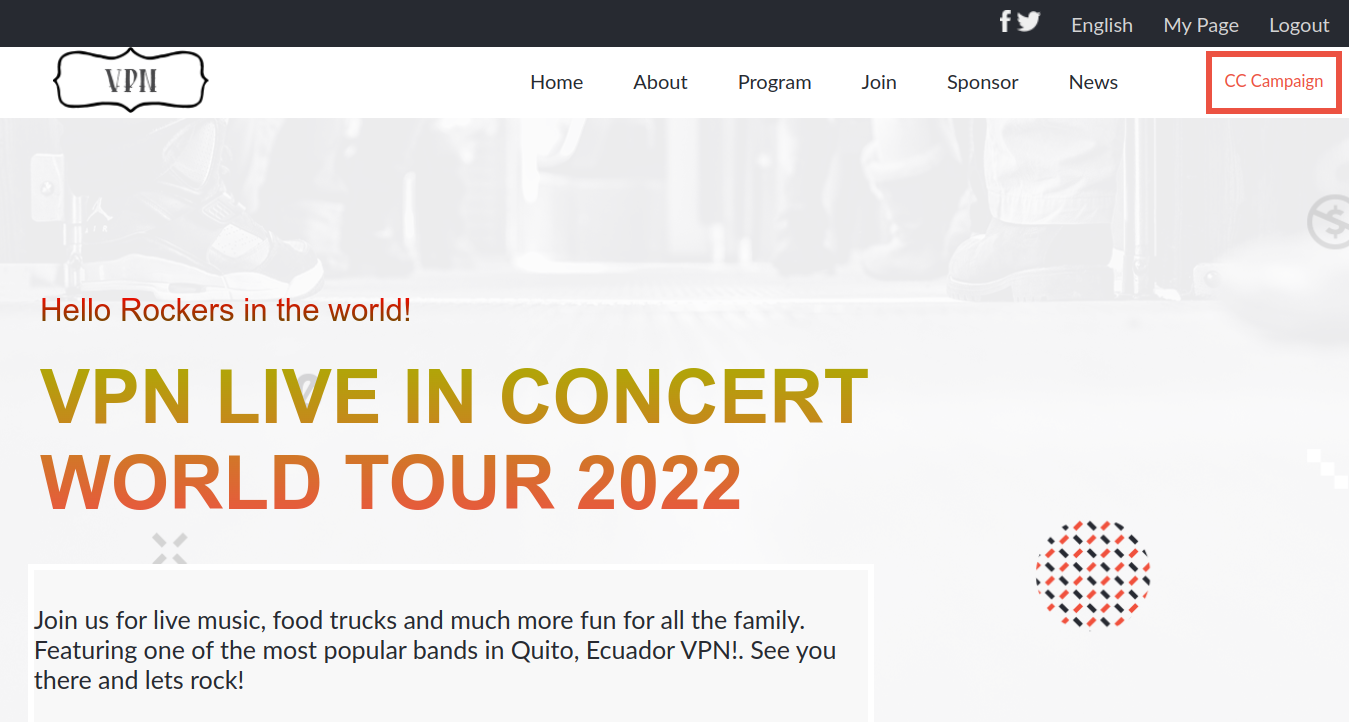 English My Page Logout
VPN
Home About Program Join Sponsor News CC Campaign
Hello Rockers in the world!
VPN LIVE IN CONCERT
WORLD TOUR 2022
Join us for live music, food trucks and much more fun for all the family.
Featuring one of the most popular bands in Quito, Ecuador VPN!. See you
there and lets rock!